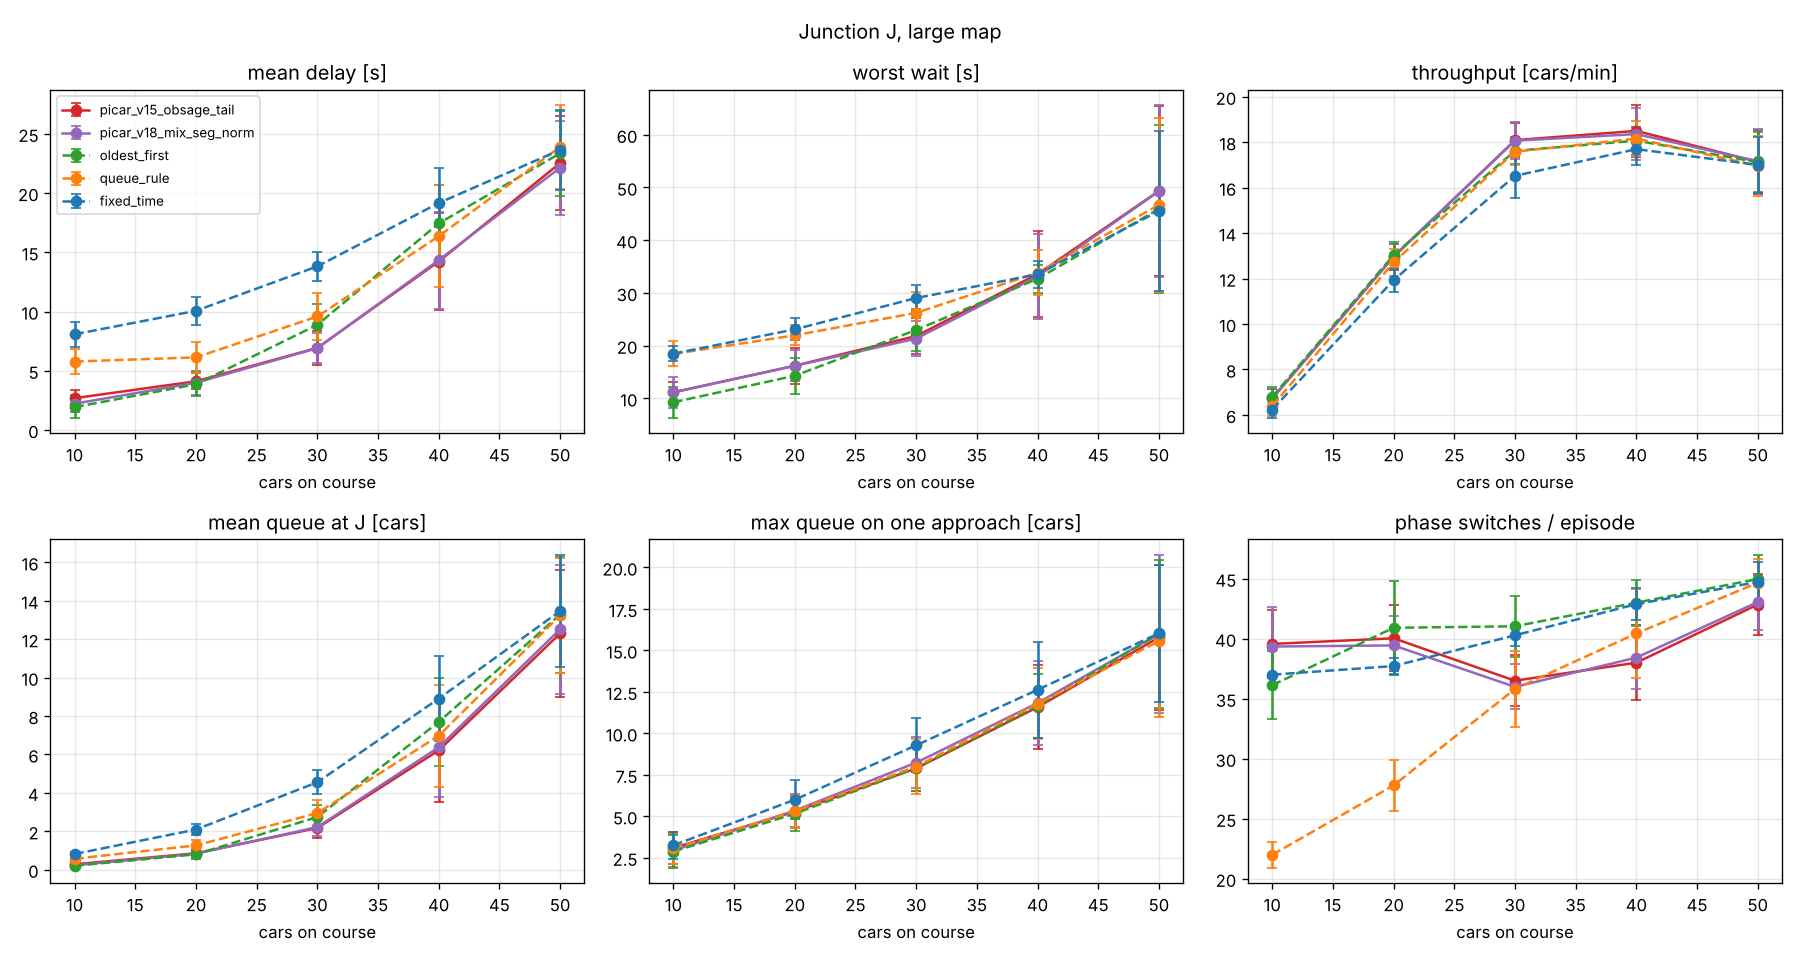 Junction J, large map
mean delay [s]
25
20
15
10
5
0
picar_v15_obsage_tail
picar_v18_mix_seg_norm
oldest_first
queue_rule
fixed_time
10 15 20 25 30 35 40 45 50
cars on course
worst wait [s]
60
50
40
30
20
10
10 15 20 25 30 35 40 45 50
cars on course
throughput [cars/min]
20
18
16
14
12
10
8
6
10 15 20 25 30 35 40 45 50
cars on course
mean queue at J [cars]
16
14
12
10
8
6
4
2
0
10 15 20 25 30 35 40 45 50
cars on course
max queue on one approach [cars]
20.0
17.5
15.0
12.5
10.0
7.5
5.0
2.5
10 15 20 25 30 35 40 45 50
cars on course
phase switches / episode
45
40
35
30
25
20
10 15 20 25 30 35 40 45 50
cars on course